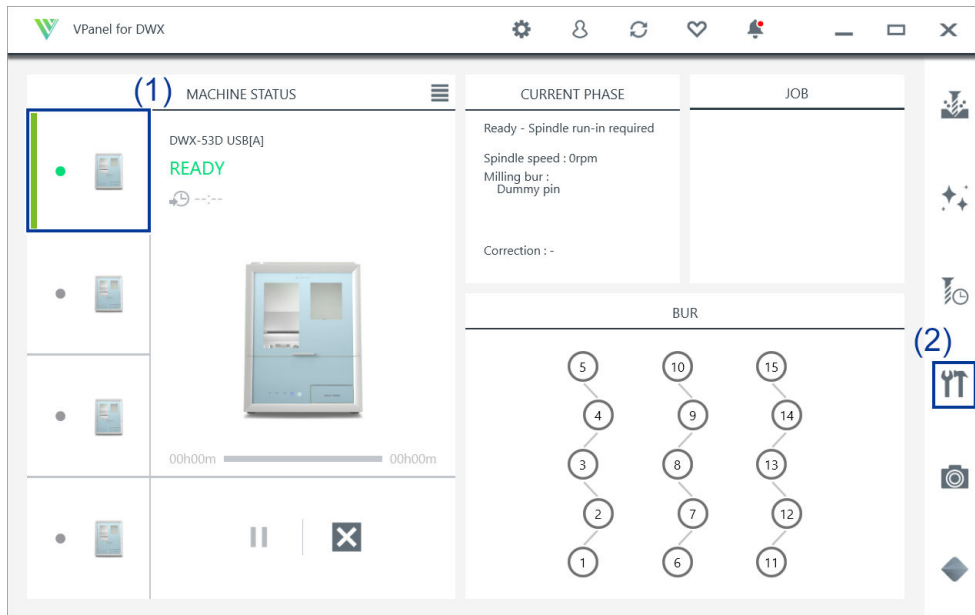 VPanel for DWX
(1) MACHINE STATUS
DWX-53D USB[A]
READY
--:--
00h00m 00h00m
CURRENT PHASE
Ready - Spindle run-in required
Spindle speed : 0rpm
Milling bur :
Dummy pin
Correction : -
JOB
BUR
5 10 15
4 9 14
3 8 13
2 7 12
1 6 11
(2)